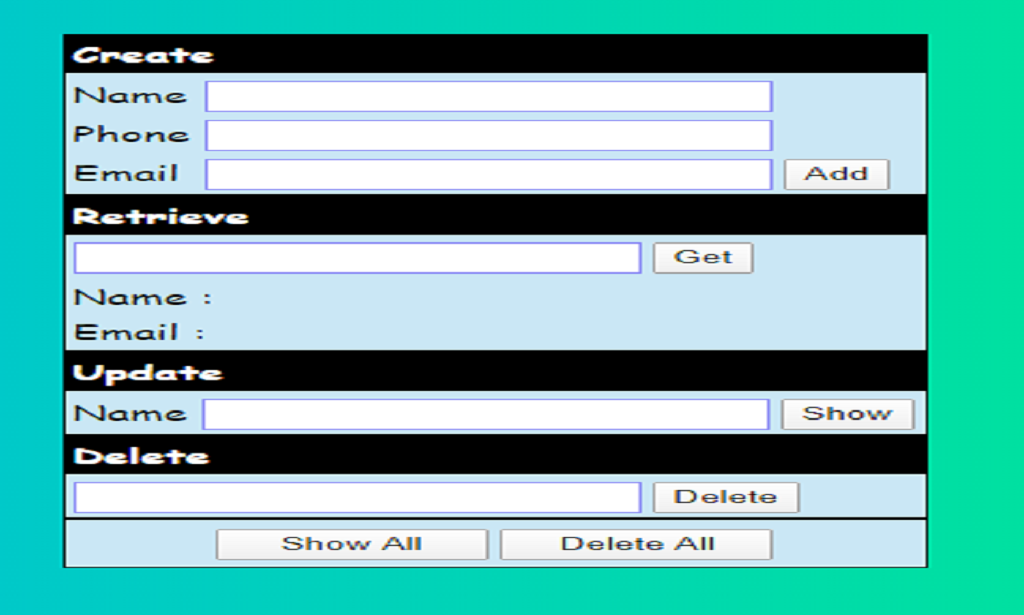 Create
Name
Phone
Email Add
Retrieve
Get
Name :
Email :
Update
Name Show
Delete
Delete
Show All Delete All